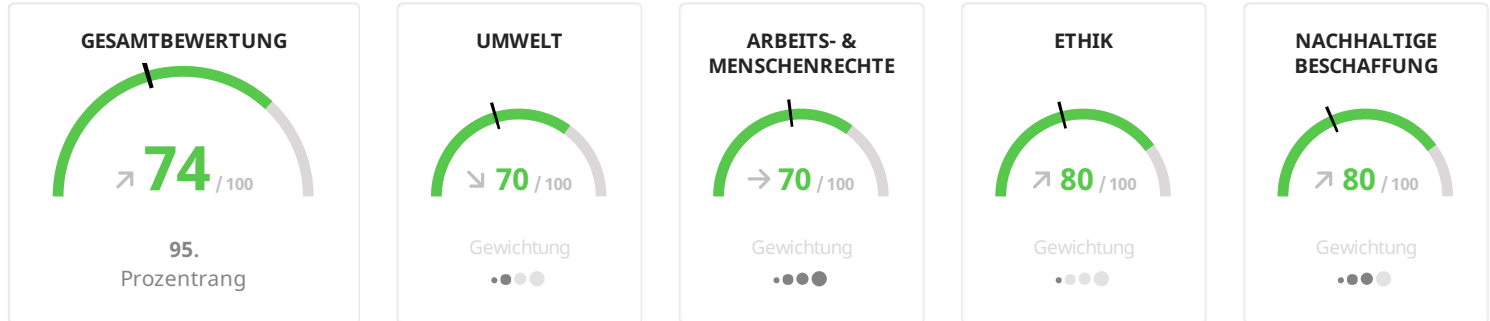 GESAMTBEWERTUNG
74 / 100
95.
Prozentrang
UMWELT
70 / 100
Gewichtung
ARBEITS- &
MENSCHENRECHTE
70 / 100
Gewichtung
ETHIK
80 / 100
Gewichtung
NACHHALTIGE
BESCHAFFUNG
80 / 100
Gewichtung